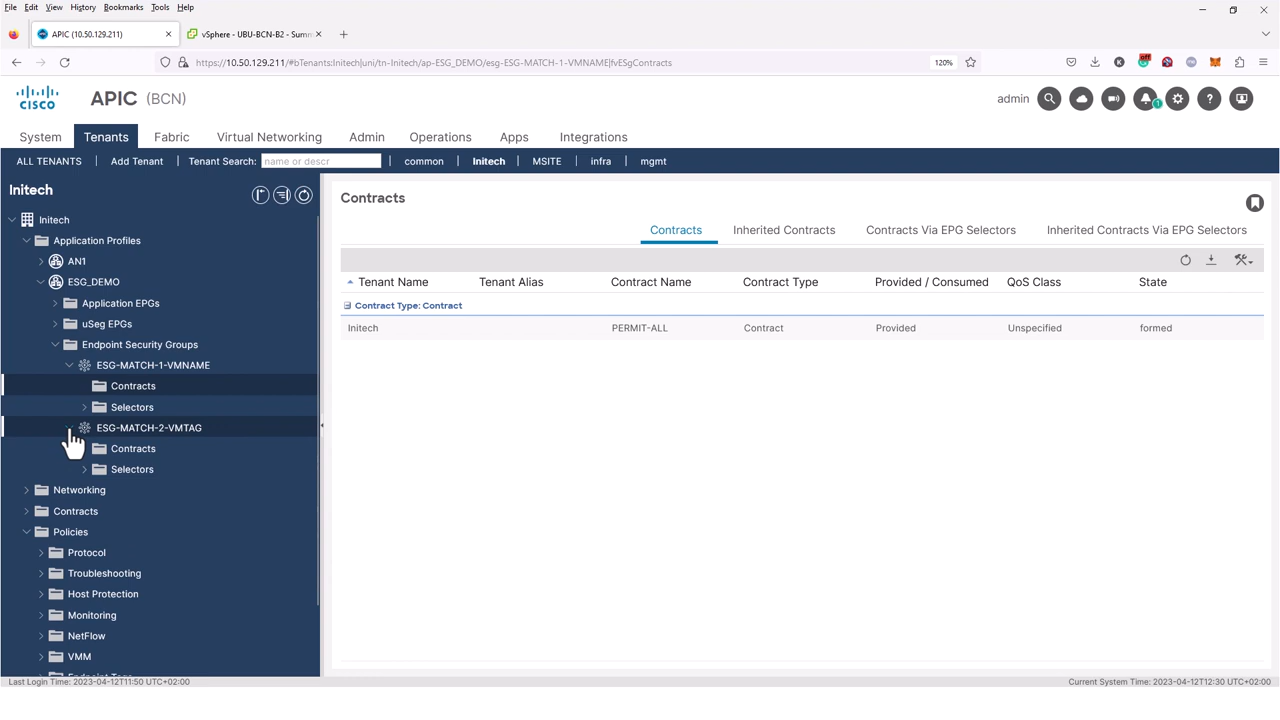 File Edit View History Bookmarks Tools Help
APIC (10.50.129.211) vSphere - UBU-BCN-B2 - Summ
https://10.50.129.211/#bTenants:Initech|uni/tn-Initech/ap-ESG_DEMO/esg-ESG-MATCH-1-VMNAME|fvESgContracts 120%
CISCO APIC (BCN) admin 1
System Tenants Fabric Virtual Networking Admin Operations Apps Integrations
ALL TENANTS | Add Tenant | Tenant Search: name or descr | common | Initech | MSITE | infra | mgmt
Initech
Initech
Application Profiles
AN1
ESG_DEMO
Application EPGs
uSeg EPGs
Endpoint Security Groups
ESG-MATCH-1-VMNAME
Contracts
Selectors
ESG-MATCH-2-VMTAG
Contracts
Selectors
Networking
Contracts
Policies
Protocol
Troubleshooting
Host Protection
Monitoring
NetFlow
VMM
Endpoint Tags
Contracts
Contracts Inherited Contracts Contracts Via EPG Selectors Inherited Contracts Via EPG Selectors
Tenant Name Tenant Alias Contract Name Contract Type Provided / Consumed QoS Class State
Contract Type: Contract
Initech PERMIT-ALL Contract Provided Unspecified formed
Last Login Time: 2023-04-12T11:50 UTC+02:00 Current System Time: 2023-04-12T12:30 UTC+02:00